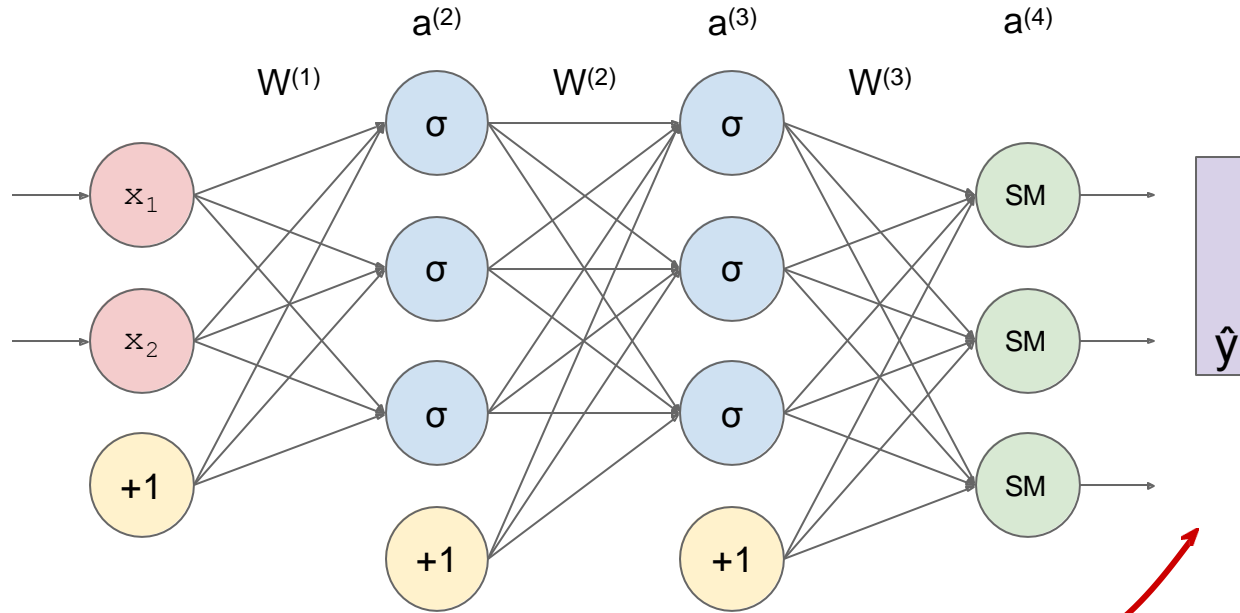 a(2) a(3) a(4)
W(1) W(2) W(3)
σ σ
x1 SM
σ σ
x2 SM
ŷ
σ σ
+1 SM
+1 +1